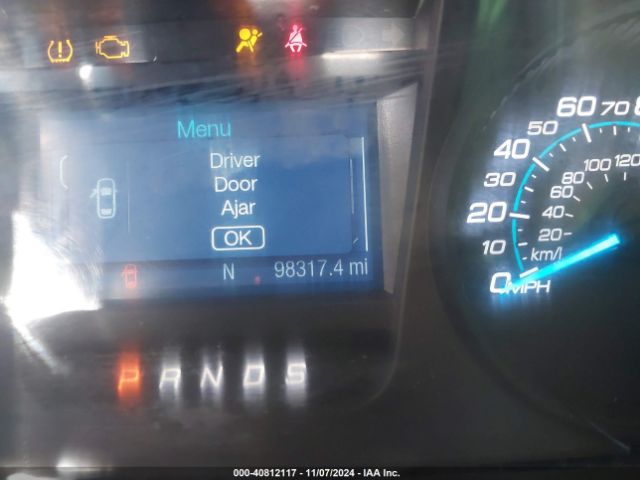 Menu
Driver
Door
Ajar
OK
N 98317.4 mi
P R N D S
60 70 8
50
40
30
20
10
0
MPH
120
100
80
60
40
20
km/l
000-40812117 - 11/07/2024 - IAA Inc.